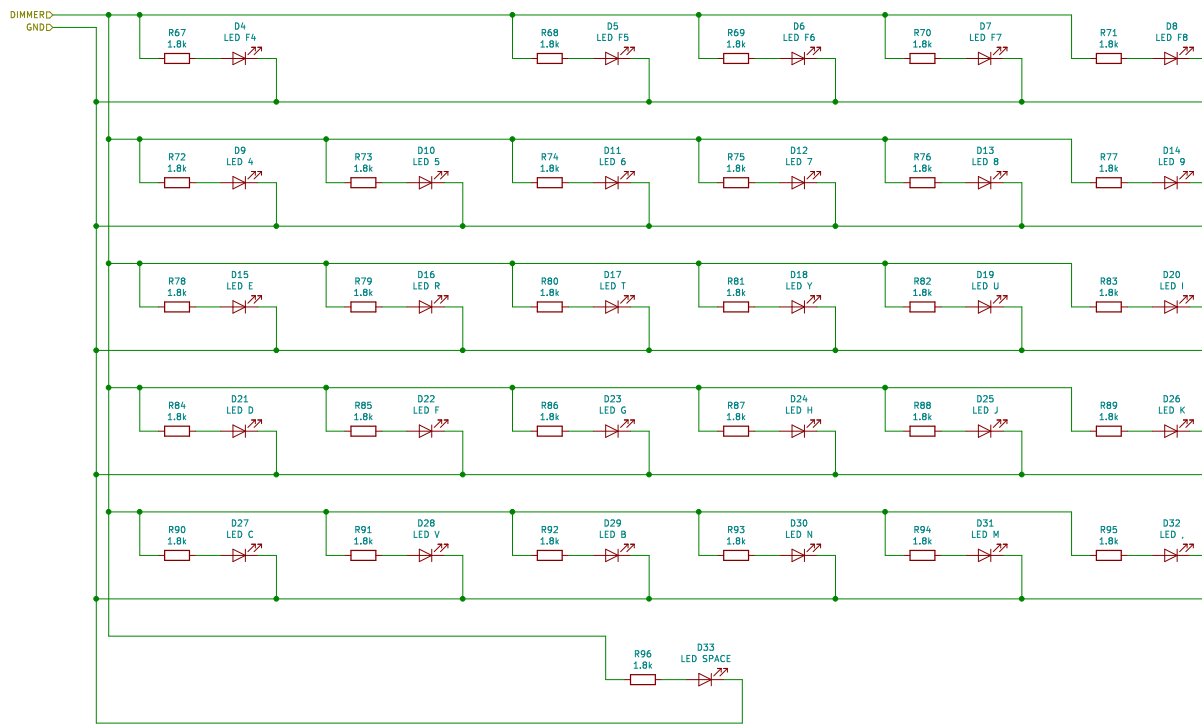 DIMMER
GND
R67
1.8k
D4
LED F4
R68
1.8k
D5
LED F5
R69
1.8k
D6
LED F6
R70
1.8k
D7
LED F7
R71
1.8k
D8
LED F8
R72
1.8k
D9
LED 4
R73
1.8k
D10
LED 5
R74
1.8k
D11
LED 6
R75
1.8k
D12
LED 7
R76
1.8k
D13
LED 8
R77
1.8k
D14
LED 9
R78
1.8k
D15
LED E
R79
1.8k
D16
LED R
R80
1.8k
D17
LED T
R81
1.8k
D18
LED Y
R82
1.8k
D19
LED U
R83
1.8k
D20
LED I
R84
1.8k
D21
LED D
R85
1.8k
D22
LED F
R86
1.8k
D23
LED G
R87
1.8k
D24
LED H
R88
1.8k
D25
LED J
R89
1.8k
D26
LED K
R90
1.8k
D27
LED C
R91
1.8k
D28
LED V
R92
1.8k
D29
LED B
R93
1.8k
D30
LED N
R94
1.8k
D31
LED M
R95
1.8k
D32
LED ,
R96
1.8k
D33
LED SPACE